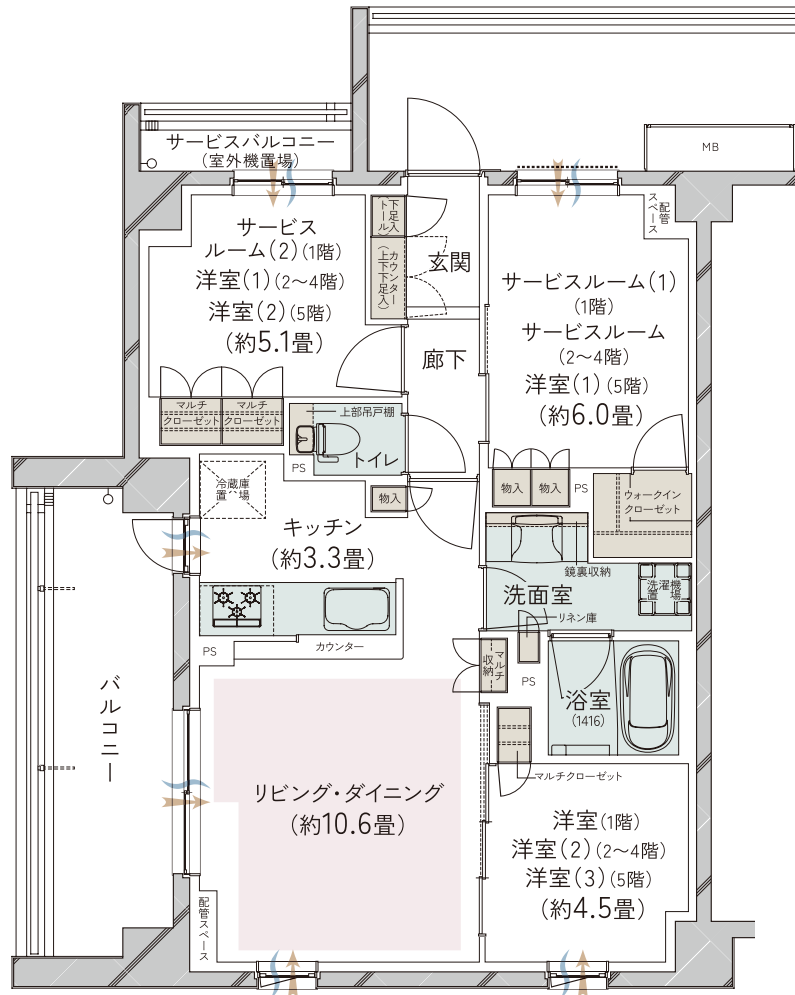 サービスバルコニー
（室外機置場）
MB
配管
スペース
サービス
ルーム（2）（1階）
洋室（1）（2〜4階）
洋室（2）（5階）
（約5.1畳）
下足入
（トール）
カウンター
（上下下足入）
玄関
サービスルーム（1）
（1階）
サービスルーム
（2〜4階）
洋室（1）（5階）
（約6.0畳）
廊下
マルチ
クローゼット
マルチ
クローゼット
上部吊戸棚
トイレ
PS
冷蔵庫
置場
物入
物入
物入
PS
ウォークイン
クローゼット
キッチン
（約3.3畳）
鏡裏収納
洗面室
洗濯機
置場
リネン庫
カウンター
PS
マルチ
収納
PS
浴室
（1416）
バルコニー
リビング・ダイニング
（約10.6畳）
マルチクローゼット
洋室（1階）
洋室（2）（2〜4階）
洋室（3）（5階）
（約4.5畳）
配管スペース